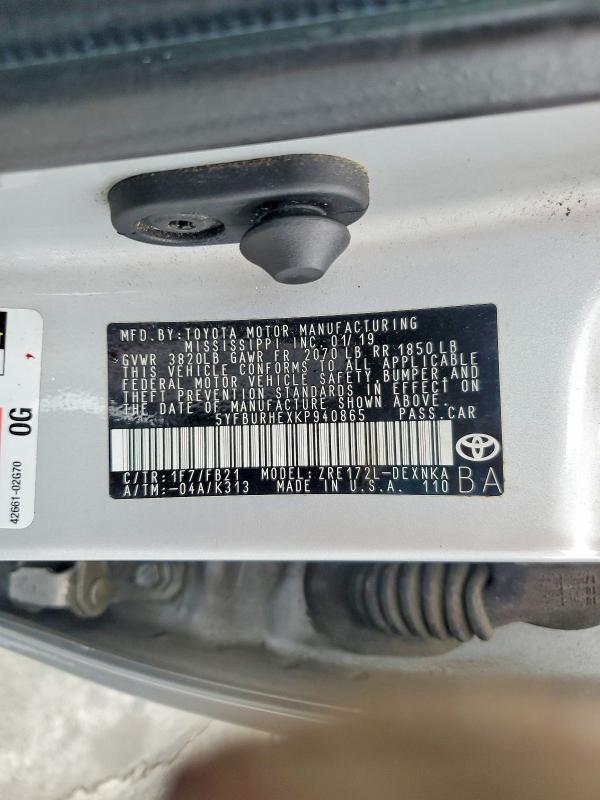 MFD.BY:TOYOTA MOTOR MANUFACTURING
MISSISSIPPI INC. 01/19
GVWR 3820LB GAWR FR 2070 LB RR 1850 LB
THIS VEHICLE CONFORMS TO ALL APPLICABLE
FEDERAL MOTOR VEHICLE SAFETY, BUMPER, AND
THEFT PREVENTION STANDARDS IN EFFECT ON
THE DATE OF MANUFACTURE SHOWN ABOVE.
5YFBURHEXKP940865 PASS.CAR
C/TR:1F7/FB21 MODEL:ZRE172L-DEXNKA
A/TM:-04A/K313 MADE IN U.S.A. 110
BA
0G
42661-02G70